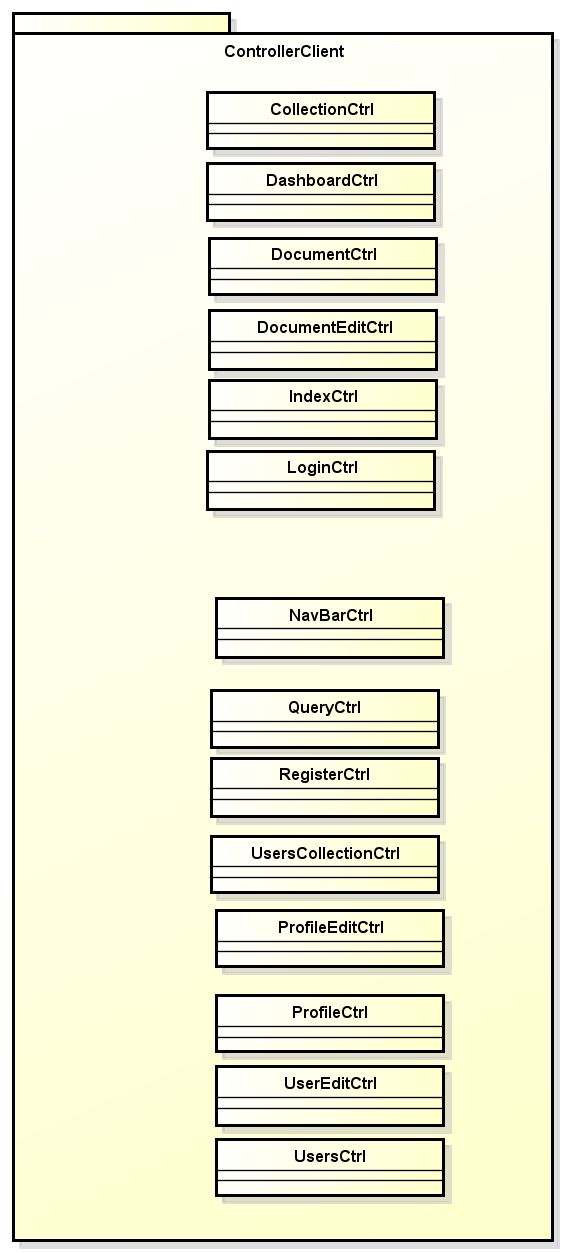 ControllerClient
CollectionCtrl
DashboardCtrl
DocumentCtrl
DocumentEditCtrl
IndexCtrl
LoginCtrl
NavBarCtrl
QueryCtrl
RegisterCtrl
UsersCollectionCtrl
ProfileEditCtrl
ProfileCtrl
UserEditCtrl
UsersCtrl